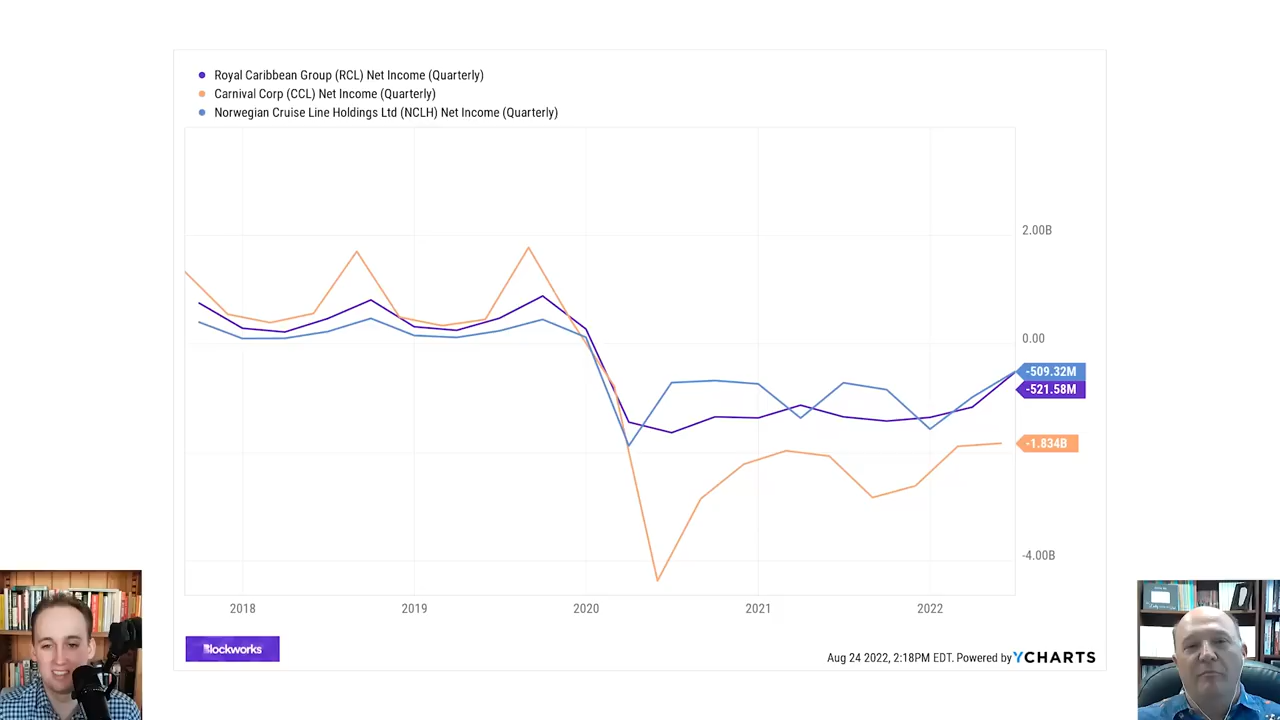 Royal Caribbean Group (RCL) Net Income (Quarterly)
Carnival Corp (CCL) Net Income (Quarterly)
Norwegian Cruise Line Holdings Ltd (NCLH) Net Income (Quarterly)
2.00B
0.00
-509.32M
-521.58M
-1.834B
-4.00B
2018
2019
2020
2021
2022
Blockworks
Aug 24 2022, 2:18PM EDT. Powered by YCHARTS